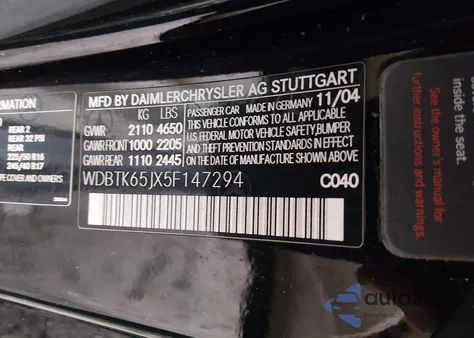 ORMATION
REAR 2
REAR 32 PSI
225/50 R16
245/40 R17
PE COVER AND OWNERS
MFD BY DAIMLERCHRYSLER AG STUTTGART
KG LBS PASSENGER CAR MADE IN GERMANY 11/04
GVWR 2110 4650 THIS VEHICLE CONFORMS TO ALL APPLICABLE
GAWR FRONT 1000 2205 U.S. FEDERAL MOTOR VEHICLE SAFETY, BUMPER,
GAWR REAR 1110 2445 AND THEFT PREVENTION STANDARDS IN EFFECT ON THE DATE OF MANUFACTURE SHOWN ABOVE.
WDBTK65JX5F147294 C040
inside the seat.
See owner's manual for
further instructions and
warnings.